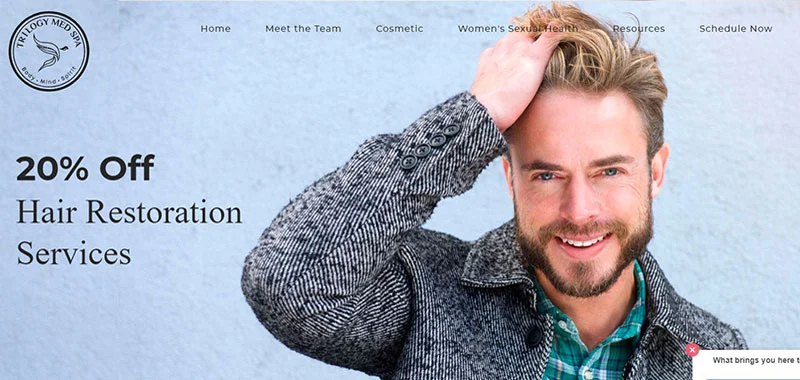 TRILOGY MED SPA
Body • Mind • Spirit
Home
Meet the Team
Cosmetic
Women's Sexual Health
Resources
Schedule Now
20% Off
Hair Restoration
Services
What brings you here t